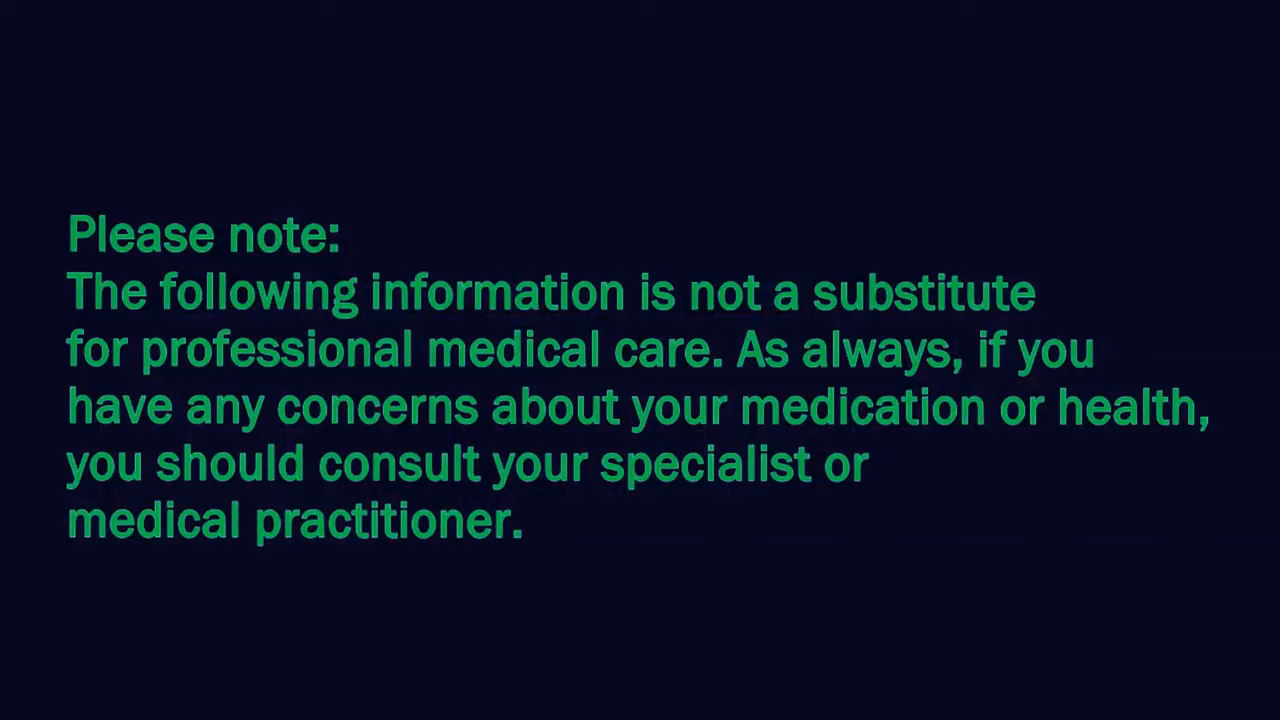 Please note:
The following information is not a substitute
for professional medical care. As always, if you
have any concerns about your medication or health,
you should consult your specialist or
medical practitioner.